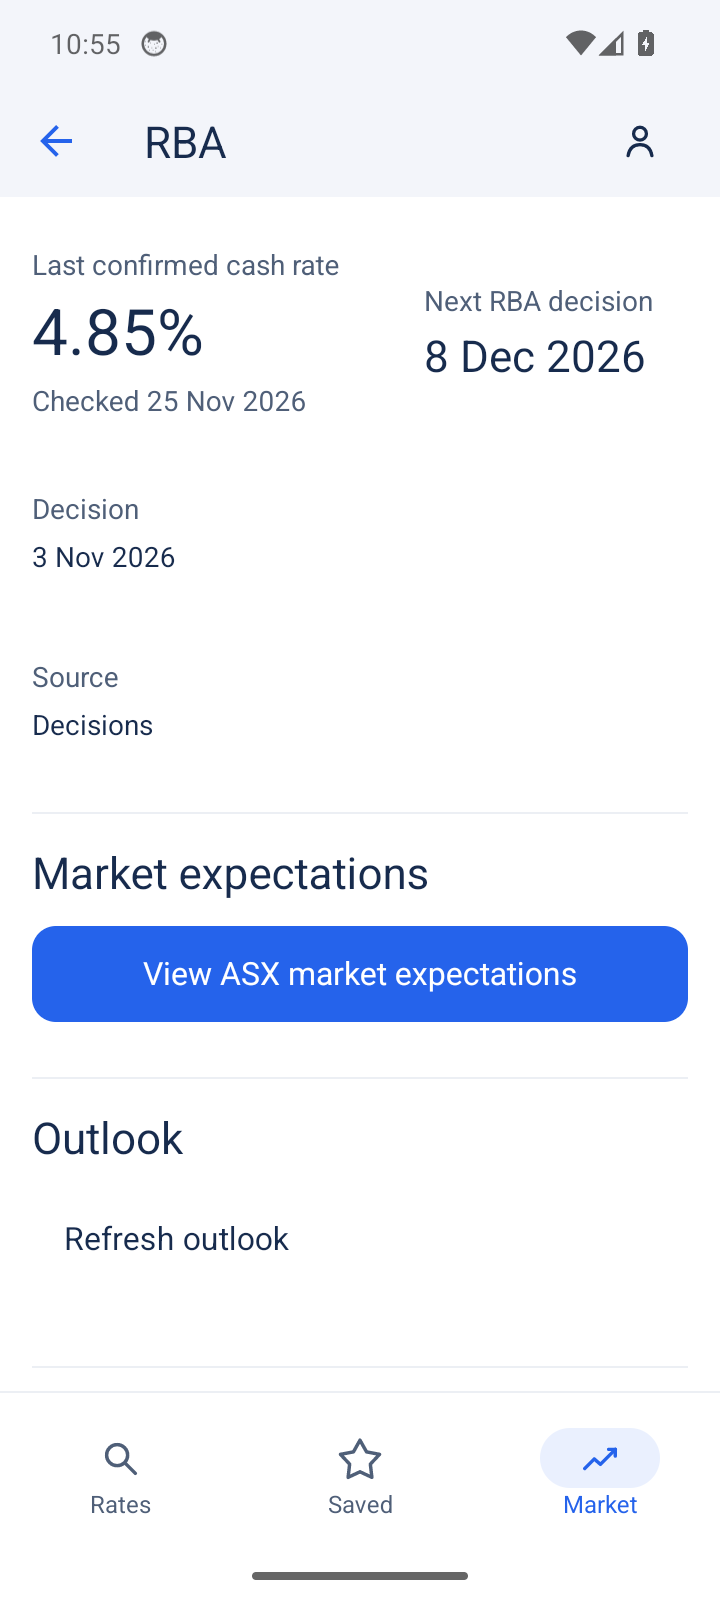 10:55
RBA
Last confirmed cash rate
4.85%
Checked 25 Nov 2026
Next RBA decision
8 Dec 2026
Decision
3 Nov 2026
Source
Decisions
Market expectations
View ASX market expectations
Outlook
Refresh outlook
Rates
Saved
Market